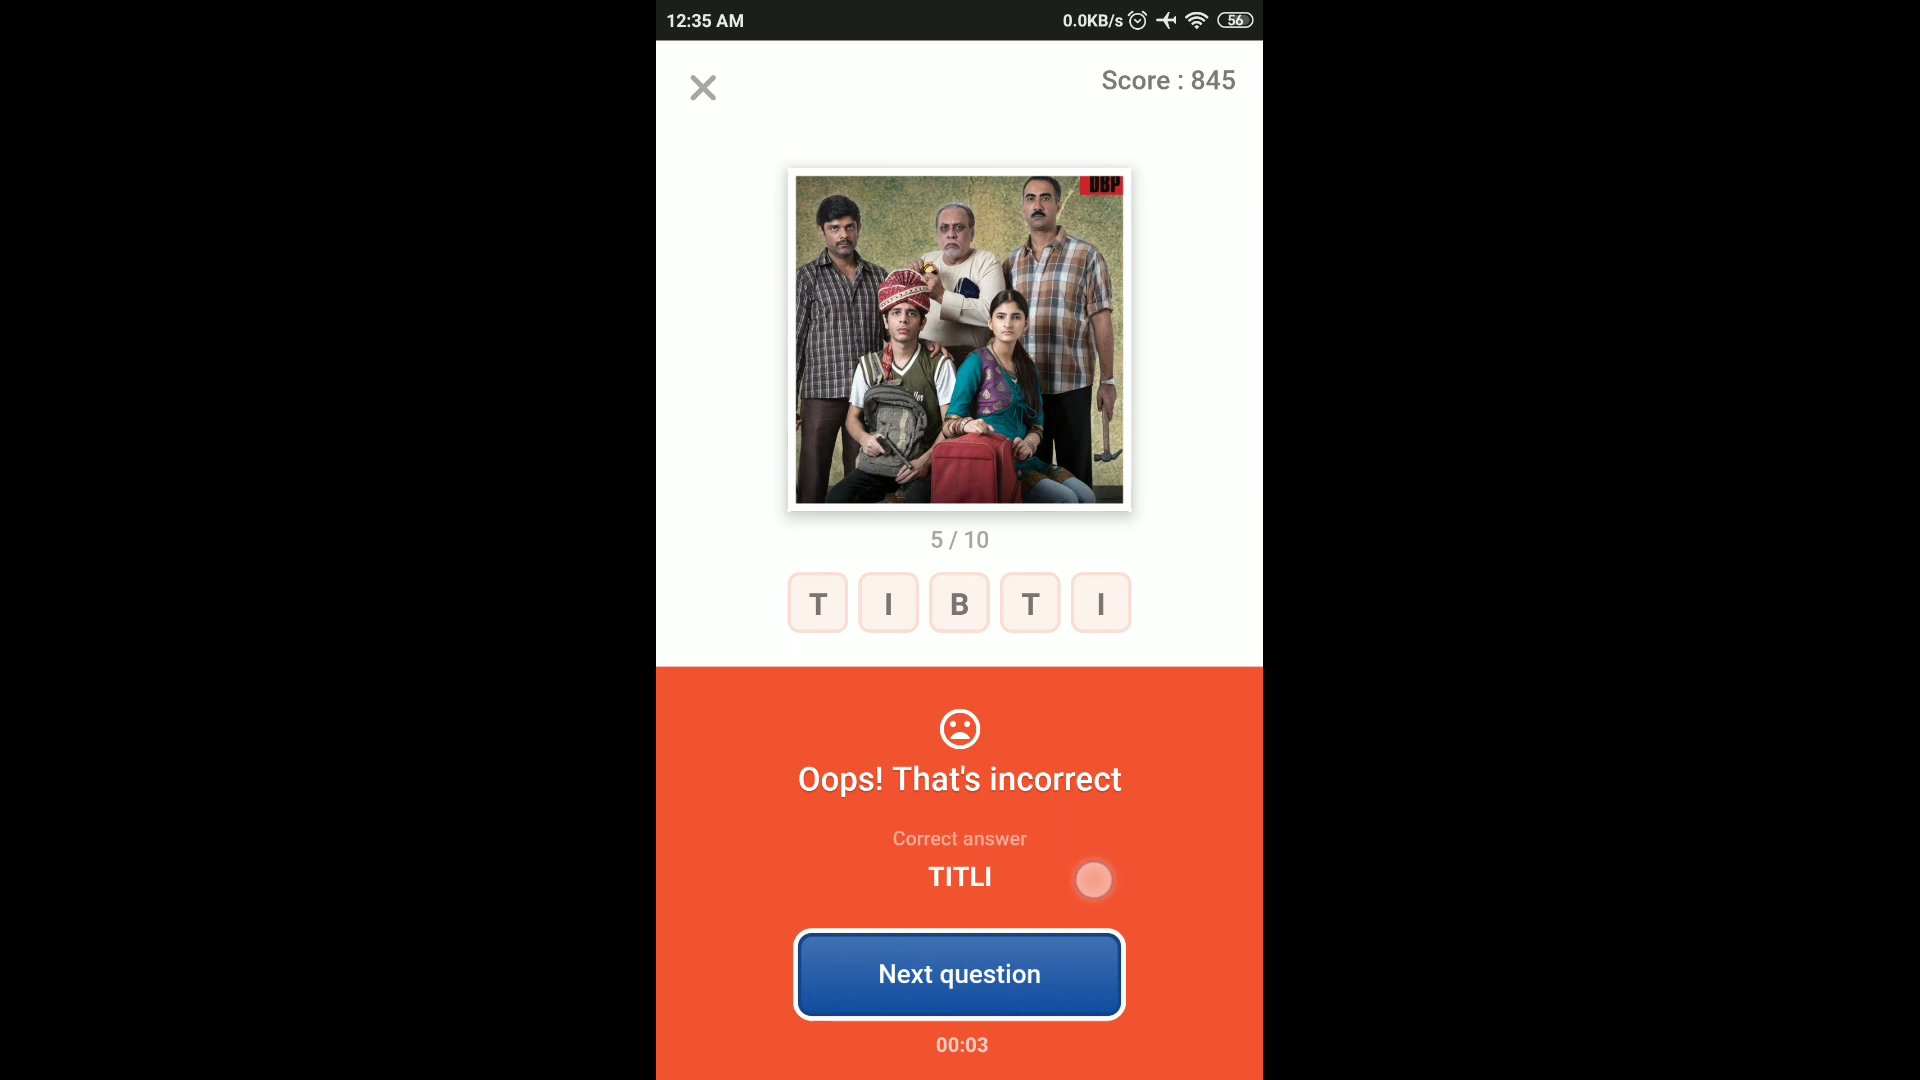 12:35 AM
0.0KB/s
56
Score : 845
DBP
5 / 10
T I B T I
Oops! That's incorrect
Correct answer
TITLI
Next question
00:03